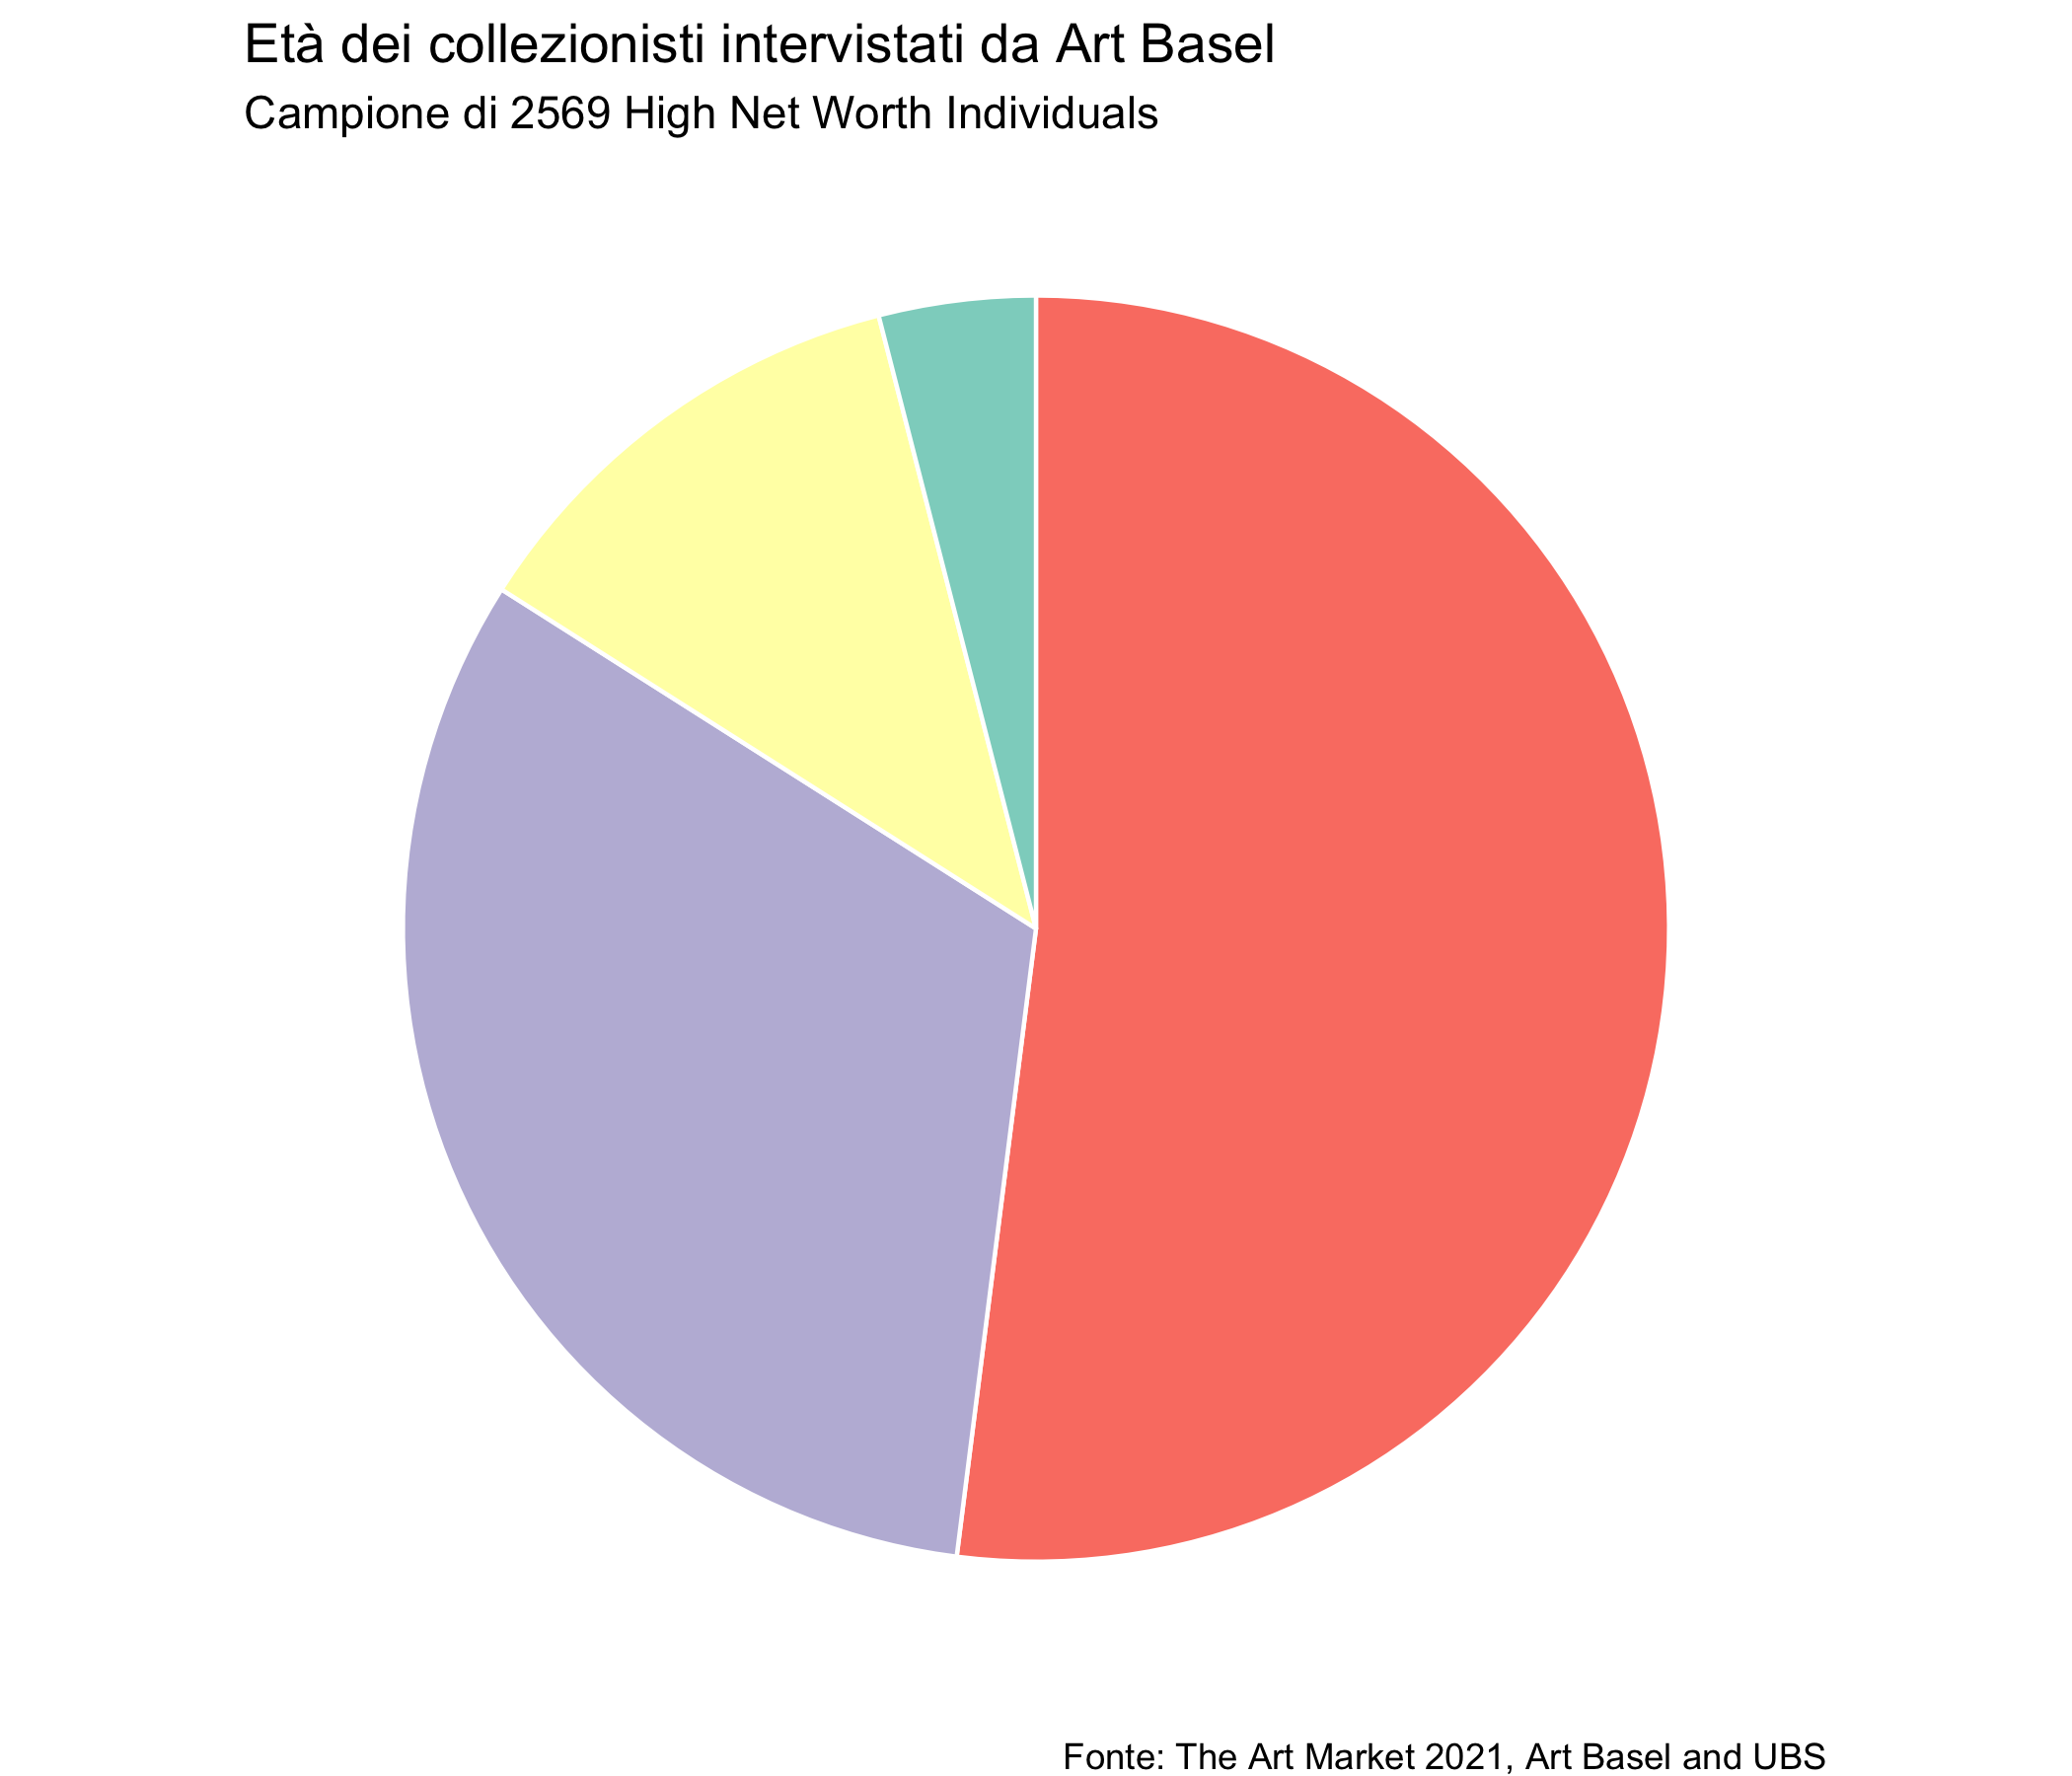 Età dei collezionisti intervistati da Art Basel
Campione di 2569 High Net Worth Individuals
Fonte: The Art Market 2021, Art Basel and UBS